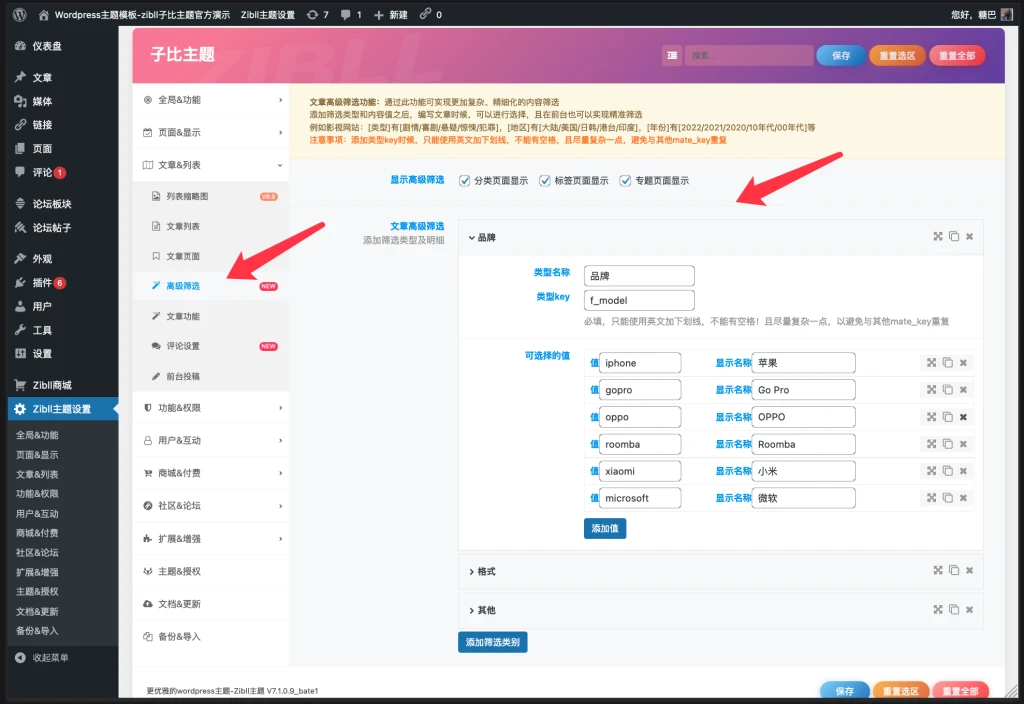 Wordpress主题模板-zibll子比主题官方演示 Zibll主题设置 7 1 新建 0 您好，糖巴
仪表盘
文章
媒体
链接
页面
评论 1
论坛板块
论坛帖子
外观
插件 6
用户
工具
设置
Zibll商城
Zibll主题设置
全局&功能
页面&显示
文章&列表
功能&权限
用户&互动
商城&付费
社区&论坛
扩展&增强
主题&授权
文档&更新
备份&导入
收起菜单
ZIBLL
子比主题
搜索...
保存 重置选区 重置全部
全局&功能
页面&显示
文章&列表
列表缩略图 V6.9
文章列表
文章页面
高级筛选 NEW
文章功能
评论设置 NEW
前台投稿
功能&权限
用户&互动
商城&付费
社区&论坛
扩展&增强
主题&授权
文档&更新
备份&导入
文章高级筛选功能：通过此功能可实现更加复杂、精细化的内容筛选
添加筛选类型和内容值之后，编写文章时候，可以进行选择，且在前台也可以实现精准筛选
例如影视网站：[类型]有[剧情/喜剧/悬疑/惊悚/犯罪]，[地区]有[大陆/美国/日韩/港台/印度]，[年份]有[2022/2021/2020/10年代/00年代]等
注意事项：添加类型key时候，只能使用英文加下划线，不能有空格，且尽量复杂一点，避免与其他mate_key重复
显示高级筛选 分类页面显示 标签页面显示 专题页面显示
文章高级筛选
添加筛选类型及明细
品牌
类型名称 品牌
类型key f_model
必填，只能使用英文加下划线，不能有空格！且尽量复杂一点，以避免与其他mate_key重复
可选择的值
值 iphone 显示名称 苹果
值 gopro 显示名称 Go Pro
值 oppo 显示名称 OPPO
值 roomba 显示名称 Roomba
值 xiaomi 显示名称 小米
值 microsoft 显示名称 微软
添加值
格式
其他
添加筛选类别
更优雅的wordpress主题-Zibll主题 V7.1.0.9_bate1
保存 重置选区 重置全部